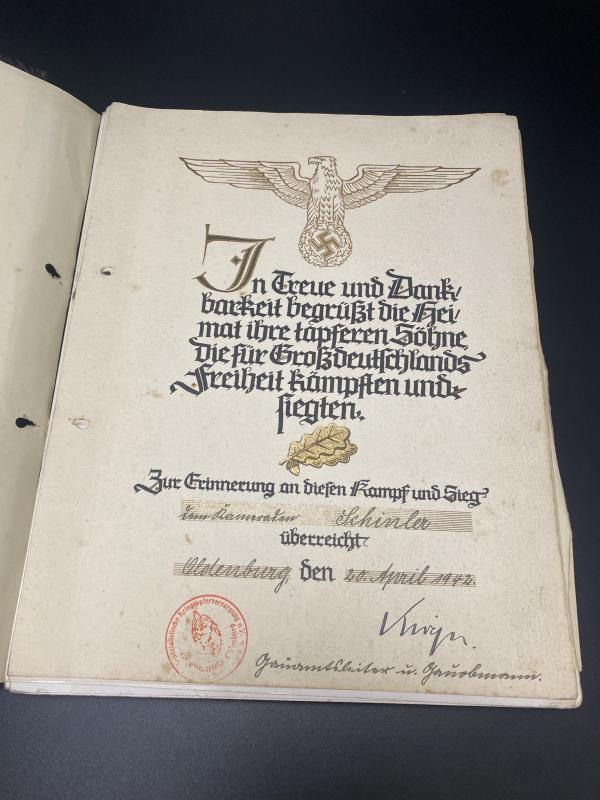 In Treue und Dank/
barkeit begrüßt die Hei/
mat ihre tapferen Söhne
die für Großdeutschlands
Freiheit kämpften und
siegten.
Zur Erinnerung an diesen Kampf und Sieg
dem Kameraden Schinler
überreicht
Oldenburg den 20. April 1942.
Gauamtsleiter u. Gauobmann.
Kriegsopferversorgung e.V.